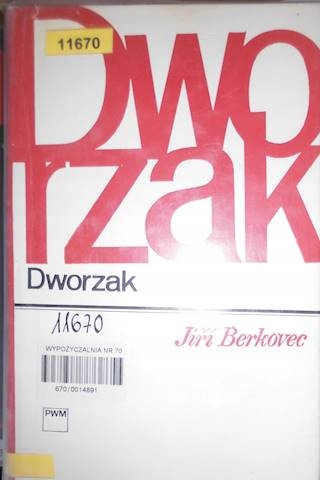 11670
Dwo
rzak
Dworzak
11670
Jiří Berkovec
WYPOŻYCZALNIA NR 70
670/0014891
PWM